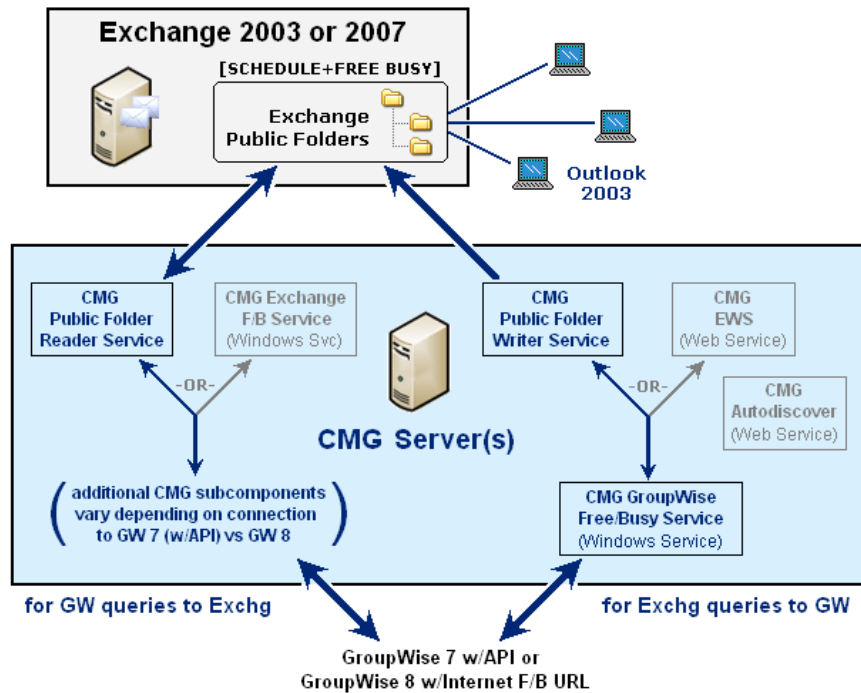 Exchange 2003 or 2007
[SCHEDULE+FREE BUSY]
Exchange
Public Folders
Outlook
2003
CMG
Public Folder
Reader Service
CMG Exchange
F/B Service
(Windows Svc)
CMG
Public Folder
Writer Service
CMG
EWS
(Web Service)
-OR-
-OR-
CMG
Autodiscover
(Web Service)
CMG Server(s)
(additional CMG subcomponents
vary depending on connection
to GW 7 (w/API) vs GW 8)
CMG GroupWise
Free/Busy Service
(Windows Service)
for GW queries to Exchg
for Exchg queries to GW
GroupWise 7 w/API or
GroupWise 8 w/Internet F/B URL